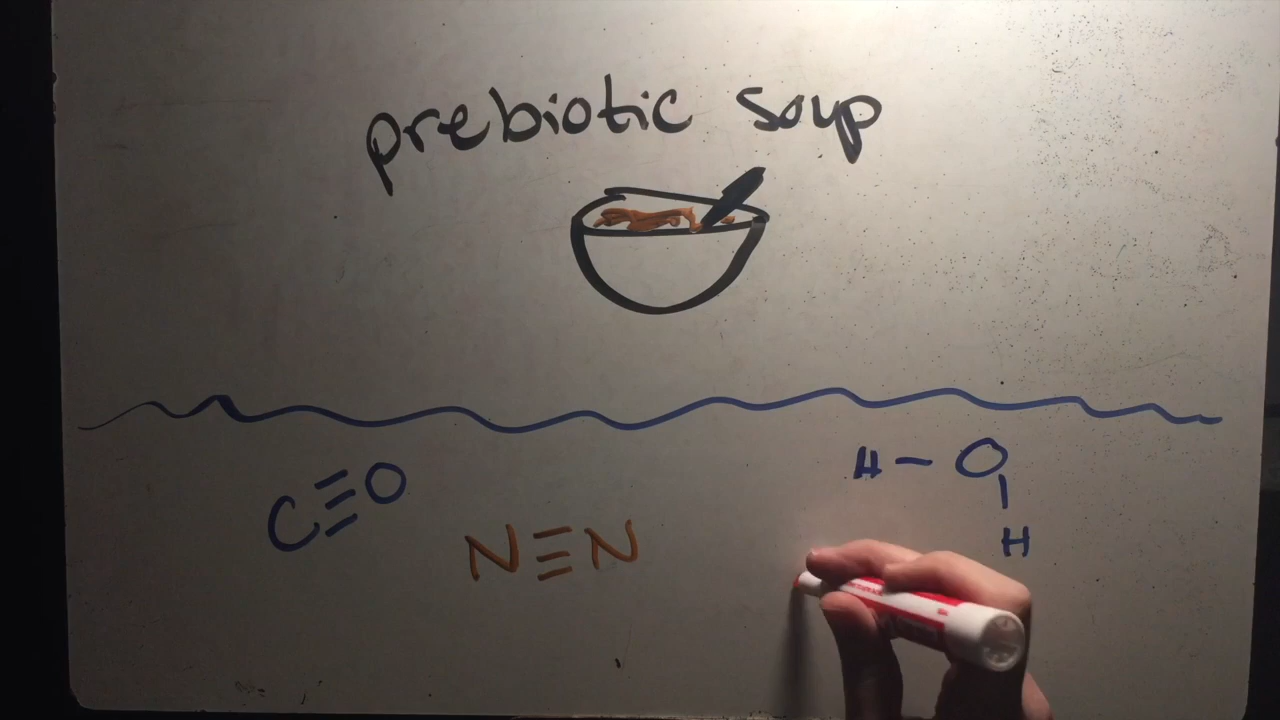 prebiotic soup
C≡O
N≡N
H – O
H